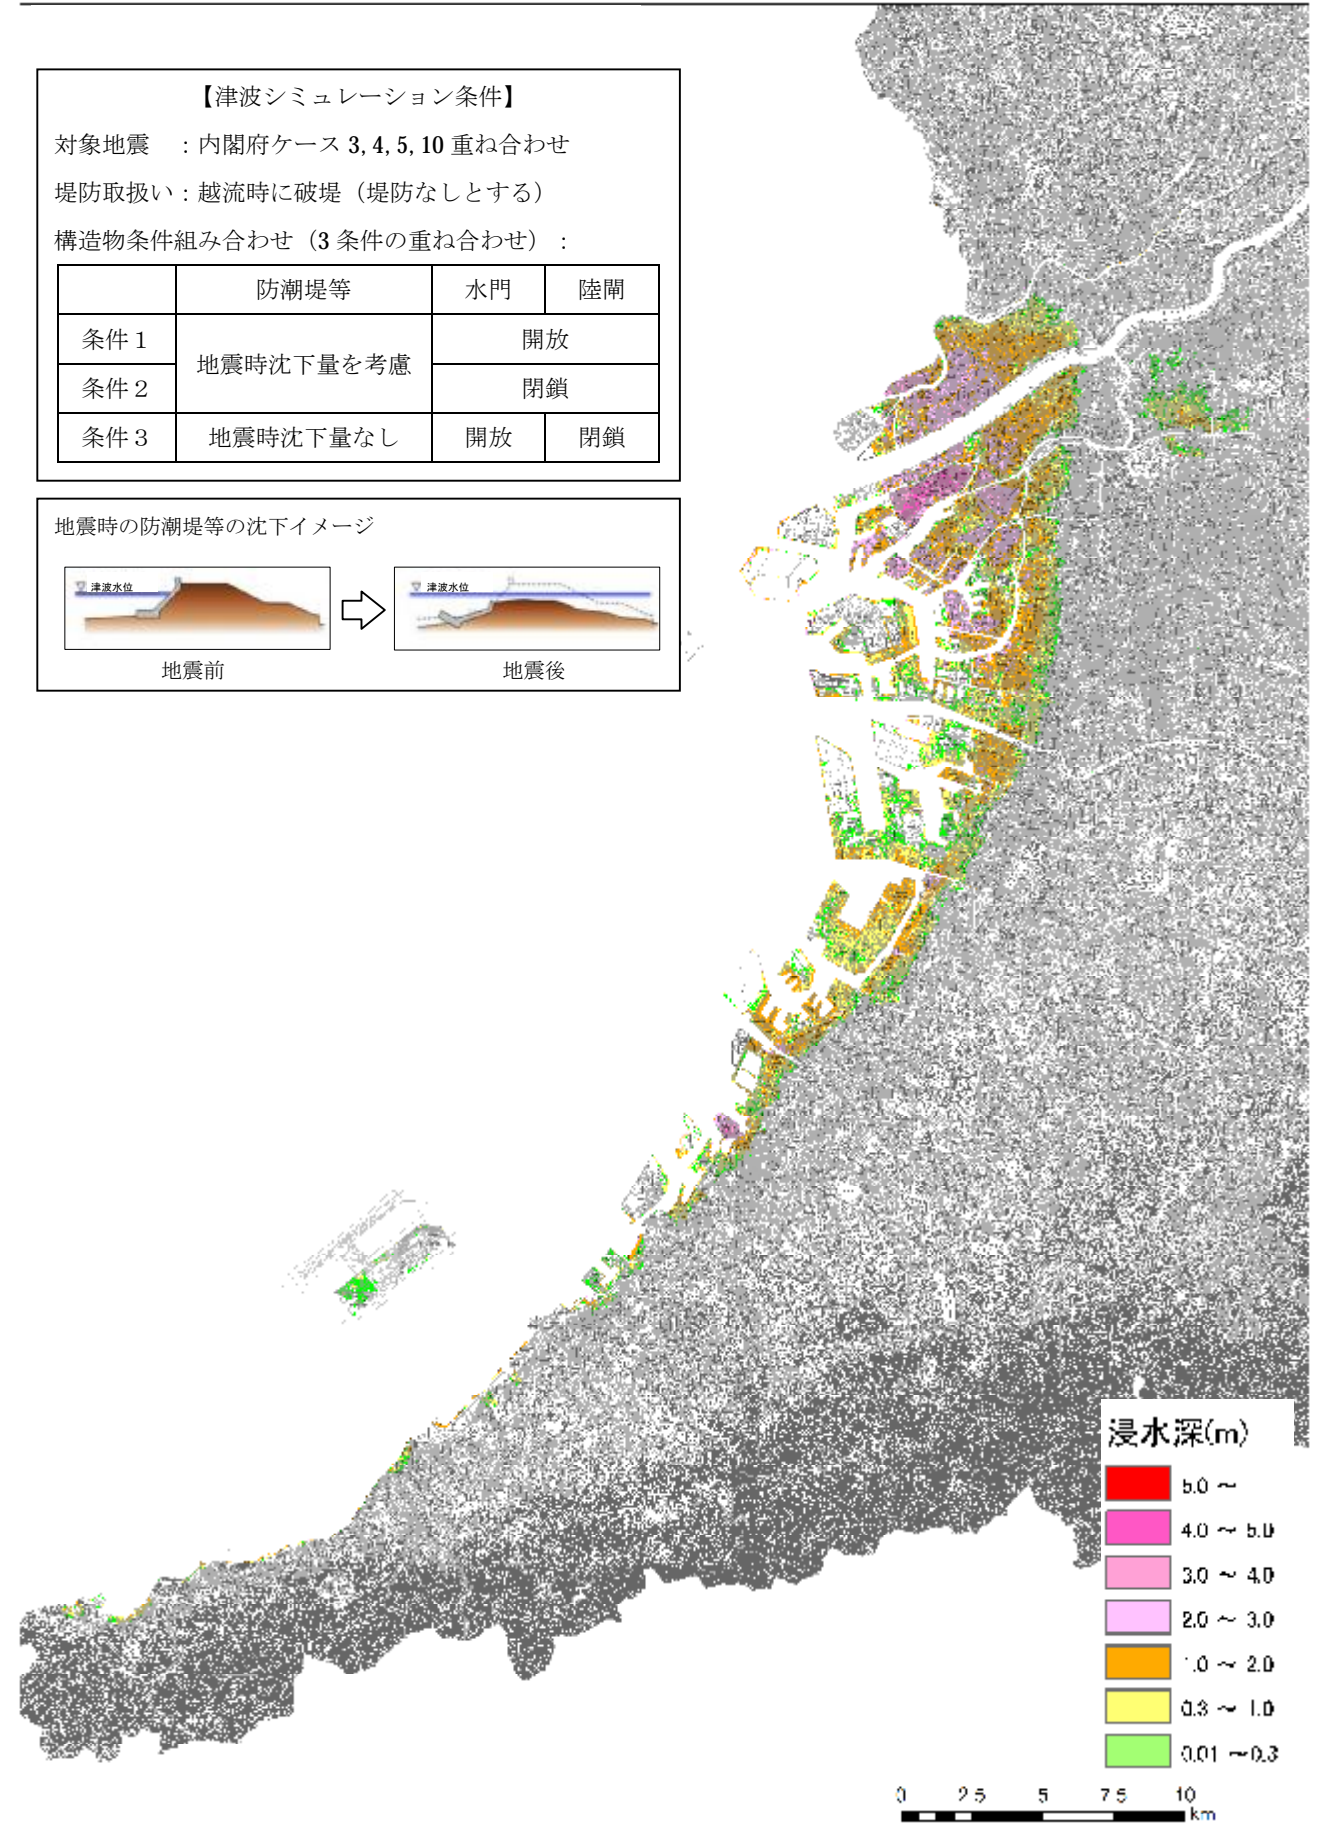 【津波シミュレーション条件】
対象地震 ：内閣府ケース 3, 4, 5, 10 重ね合わせ
堤防取扱い：越流時に破堤（堤防なしとする）
構造物条件組み合わせ（3 条件の重ね合わせ）：
防潮堤等 水門 陸閘
条件１ 地震時沈下量を考慮 開放
条件２ 閉鎖
条件３ 地震時沈下量なし 開放 閉鎖
地震時の防潮堤等の沈下イメージ
津波水位 津波水位
地震前 地震後
浸水深(m)
5.0 ～
4.0 ～ 5.0
3.0 ～ 4.0
2.0 ～ 3.0
1.0 ～ 2.0
0.3 ～ 1.0
0.01 ～0.3
0 2.5 5 7.5 10
km